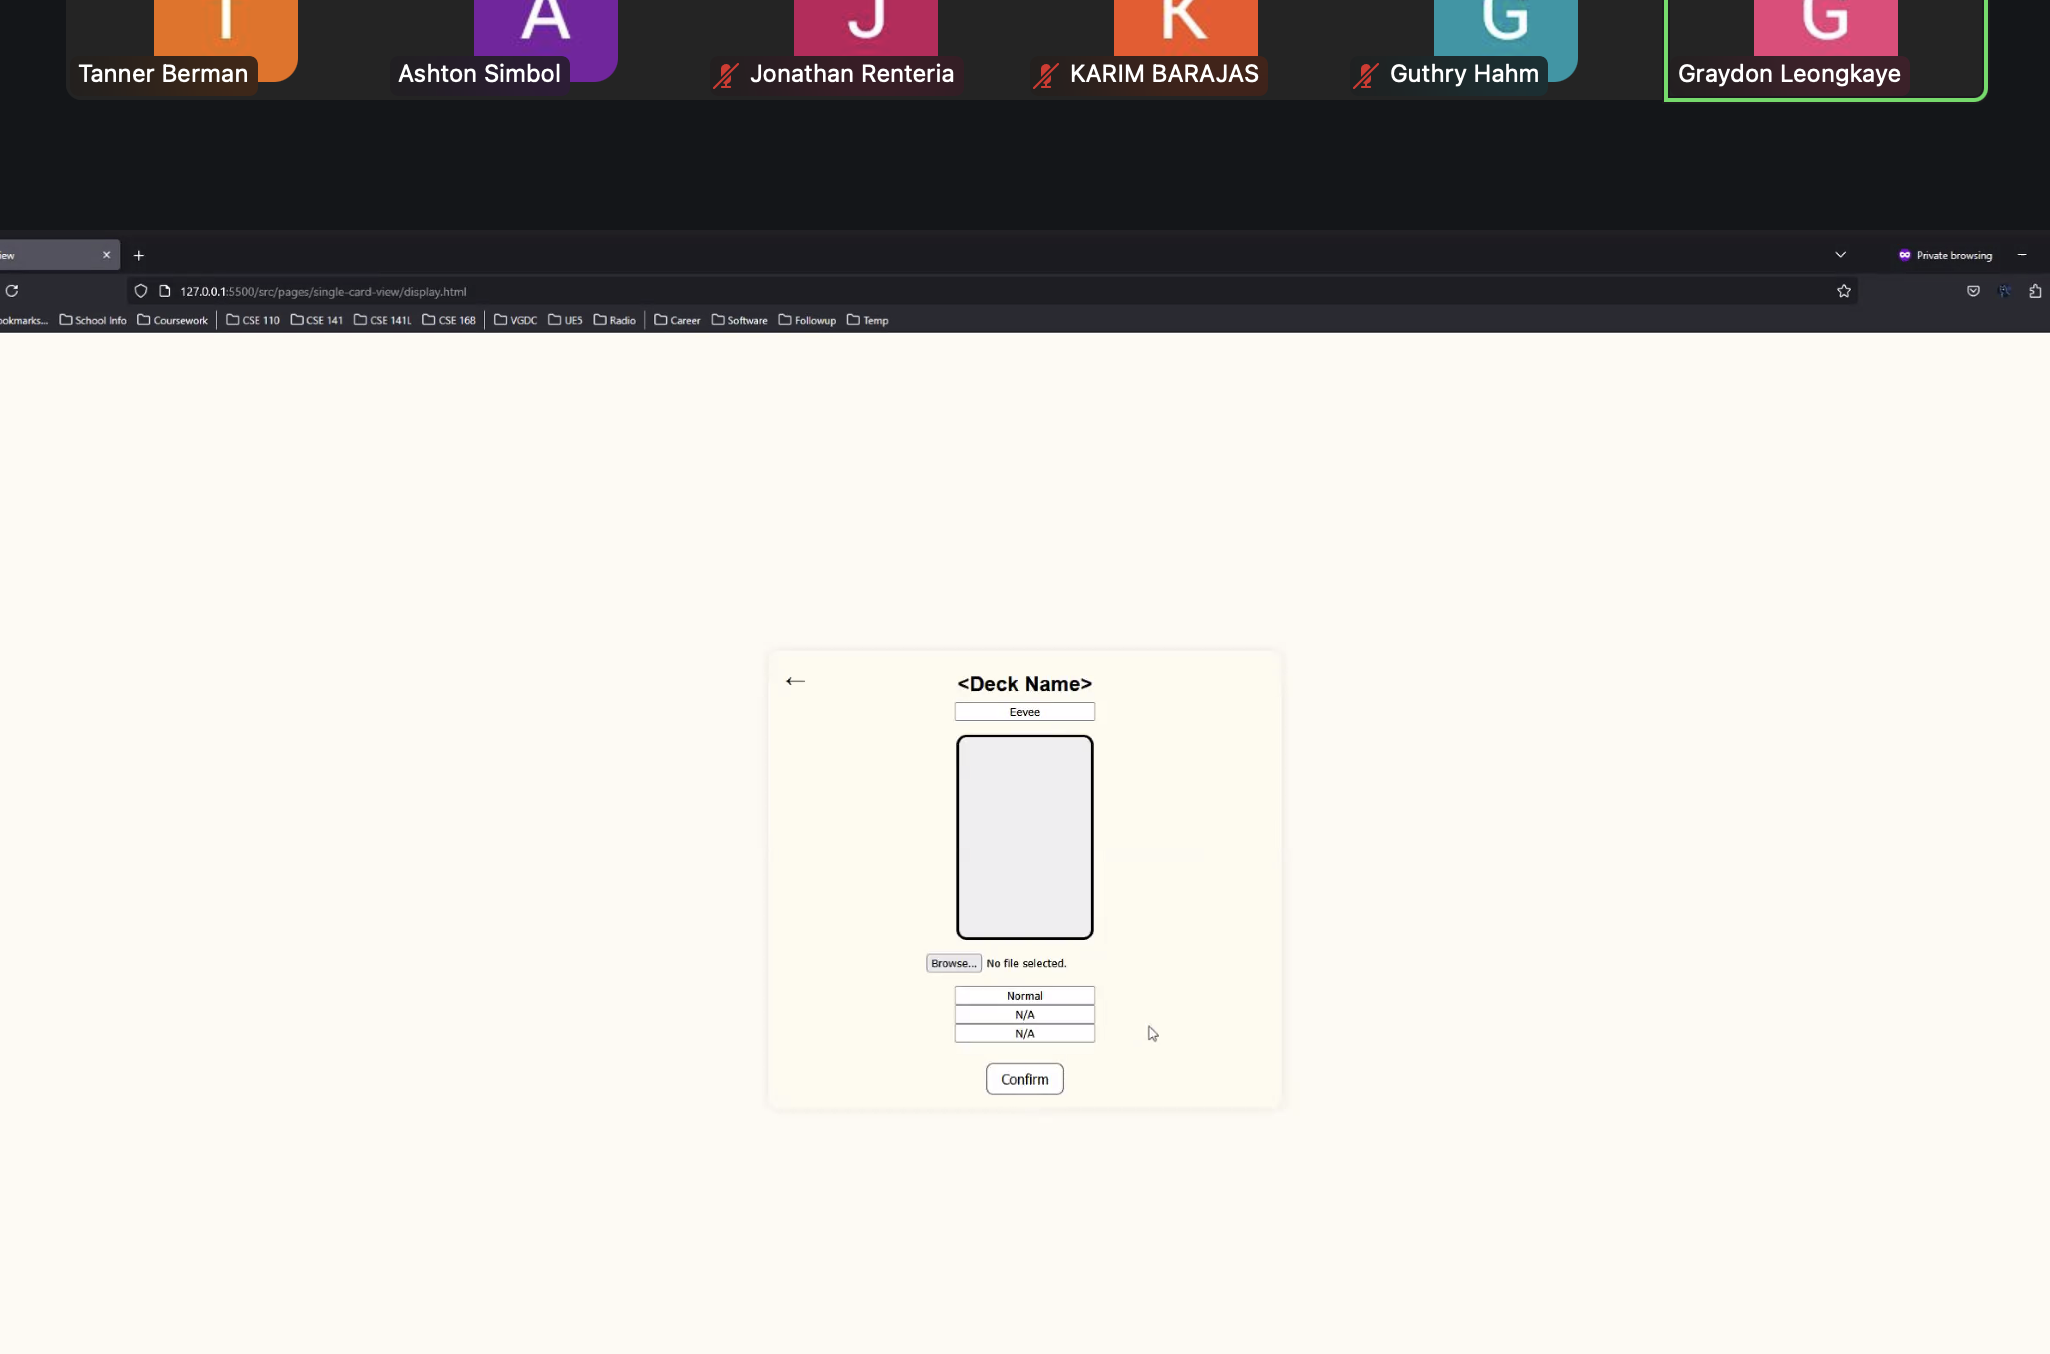 T A J K G G
Tanner Berman Ashton Simbol Jonathan Renteria KARIM BARAJAS Guthry Hahm Graydon Leongkaye
iew Private browsing
127.0.0.1:5500/src/pages/single-card-view/display.html
ookmarks... School Info Coursework CSE 110 CSE 141 CSE 141L CSE 168 VGDC UE5 Radio Career Software Followup Temp
<Deck Name>
Eevee
Browse... No file selected.
Normal
N/A
N/A
Confirm